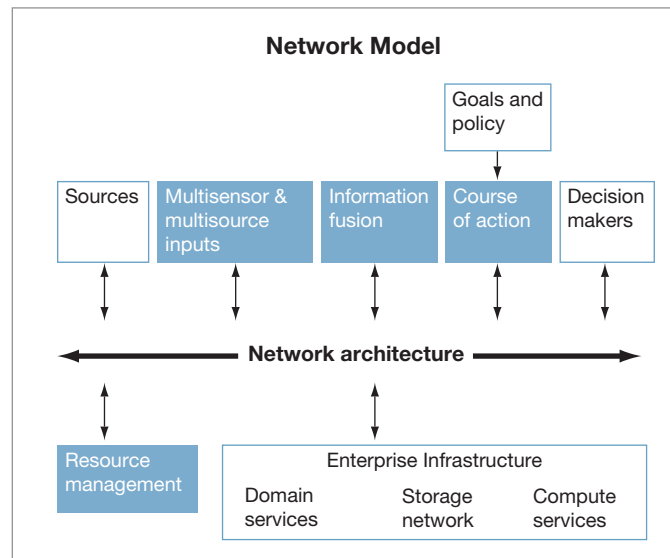 Network Model
Goals and
policy
Sources
Multisensor &
multisource
inputs
Information
fusion
Course
of action
Decision
makers
Network architecture
Resource
management
Enterprise Infrastructure
Domain
services
Storage
network
Compute
services